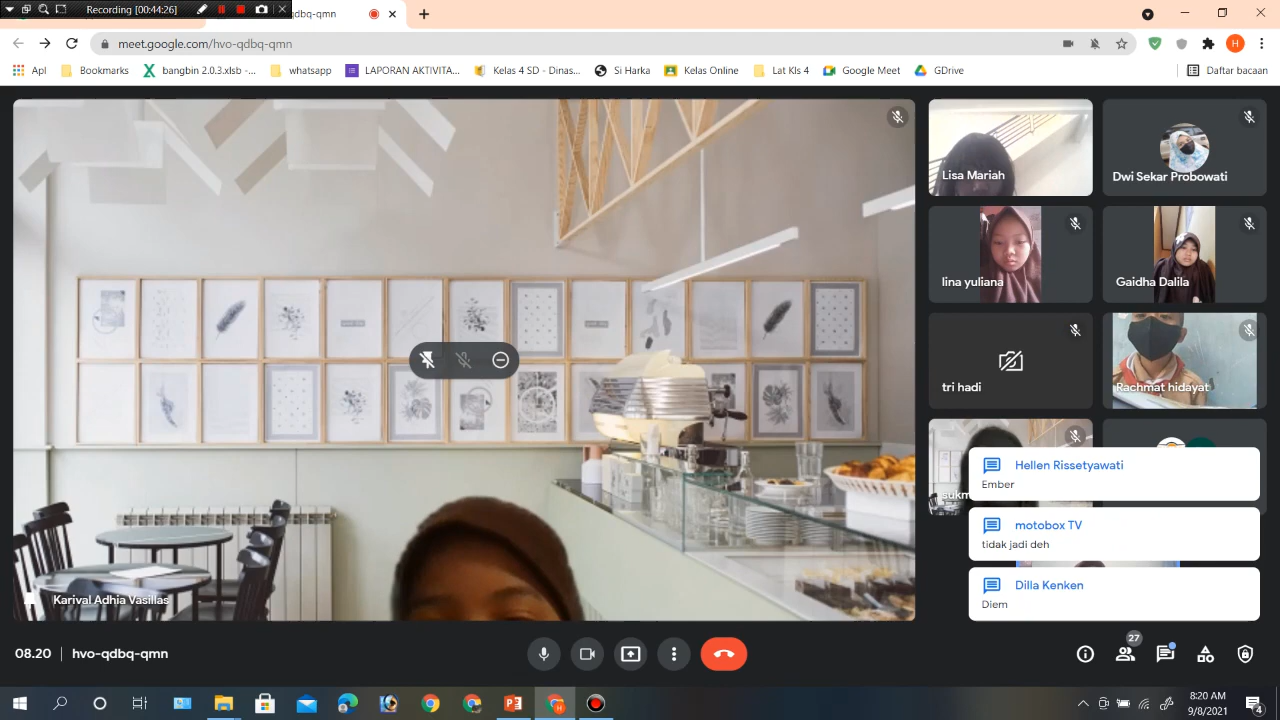 Recording [00:44:26]
dbq-qmn
meet.google.com/hvo-qdbq-qmn
H
Apl
Bookmarks
bangbin 2.0.3.xlsb -...
whatsapp
LAPORAN AKTIVITA...
Kelas 4 SD - Dinas...
Si Harka
Kelas Online
Lat Kls 4
Google Meet
GDrive
Daftar bacaan
Lisa Mariah
Dwi Sekar Probowati
lina yuliana
Gaidha Dalila
tri hadi
Rachmat hidayat
sukm
Hellen Rissetyawati
Ember
motobox TV
tidak jadi deh
Dilla Kenken
Diem
Karival Adhia Vasillas
08.20 | hvo-qdbq-qmn
27
8:20 AM
9/8/2021
4